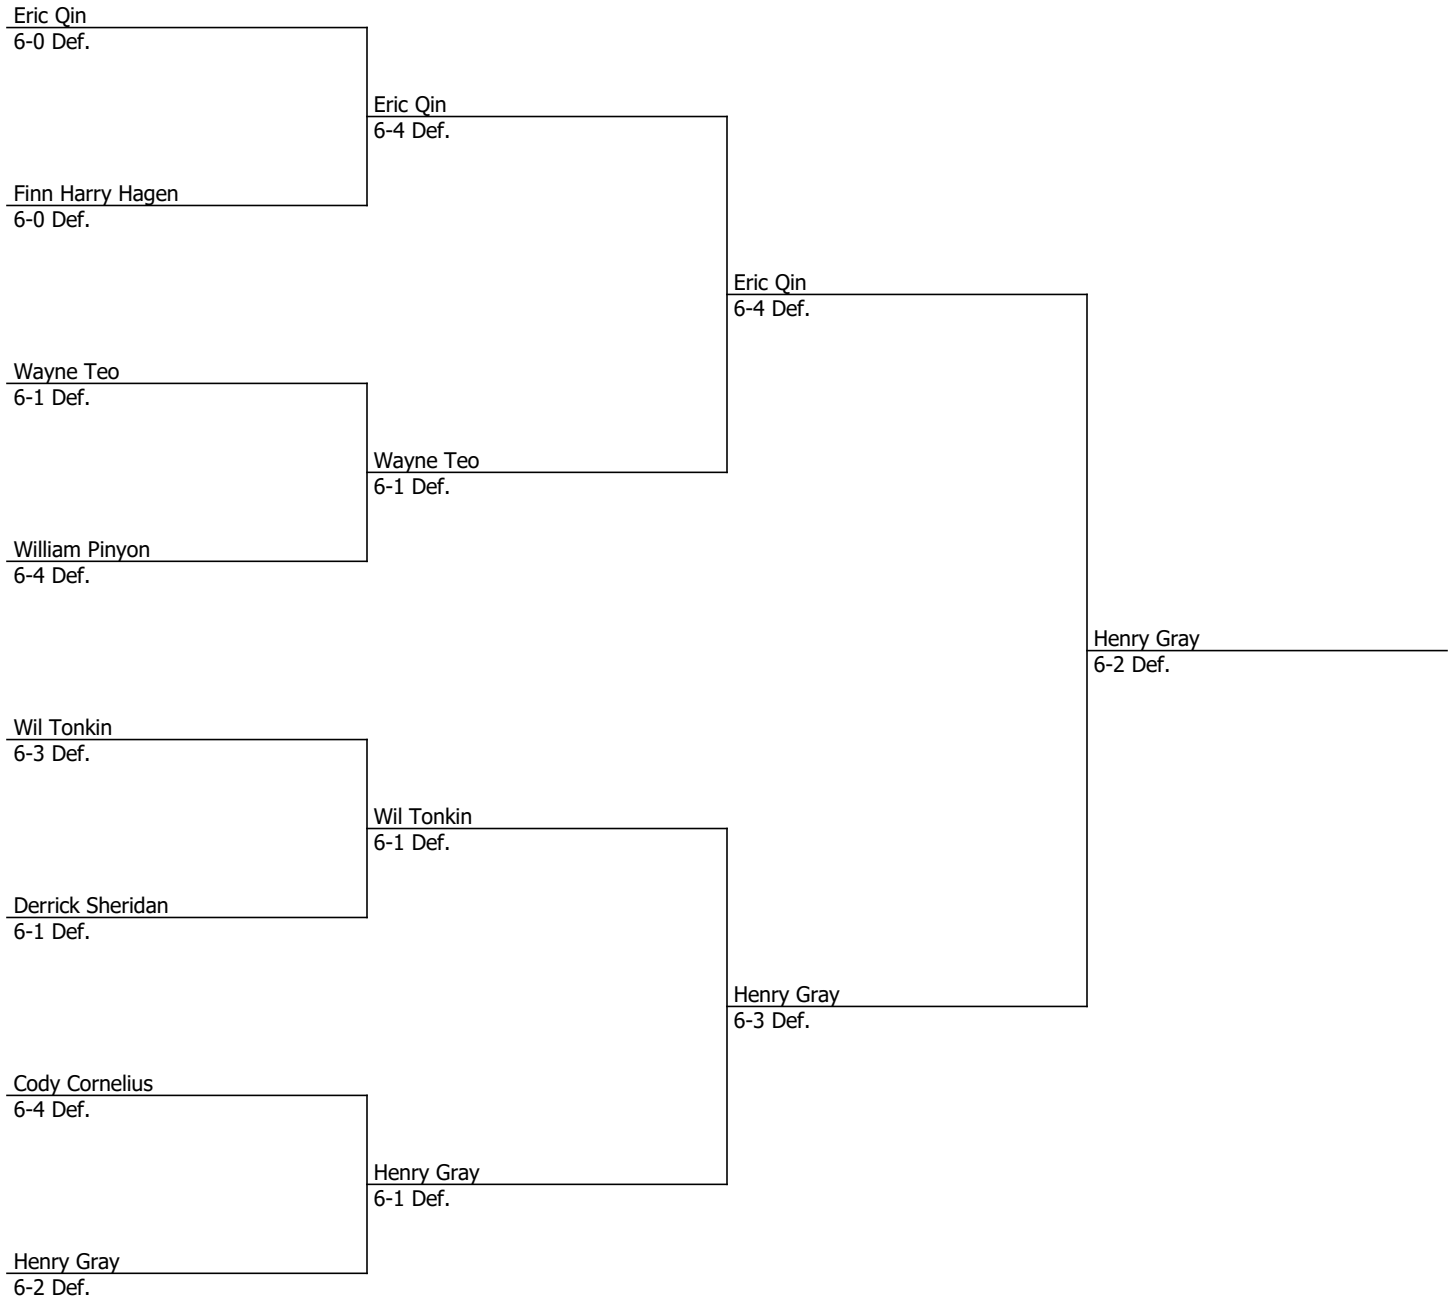 Eric Qin
6-0 Def.
Eric Qin
6-4 Def.
Finn Harry Hagen
6-0 Def.
Eric Qin
6-4 Def.
Wayne Teo
6-1 Def.
Wayne Teo
6-1 Def.
William Pinyon
6-4 Def.
Henry Gray
6-2 Def.
Wil Tonkin
6-3 Def.
Wil Tonkin
6-1 Def.
Derrick Sheridan
6-1 Def.
Henry Gray
6-3 Def.
Cody Cornelius
6-4 Def.
Henry Gray
6-1 Def.
Henry Gray
6-2 Def.